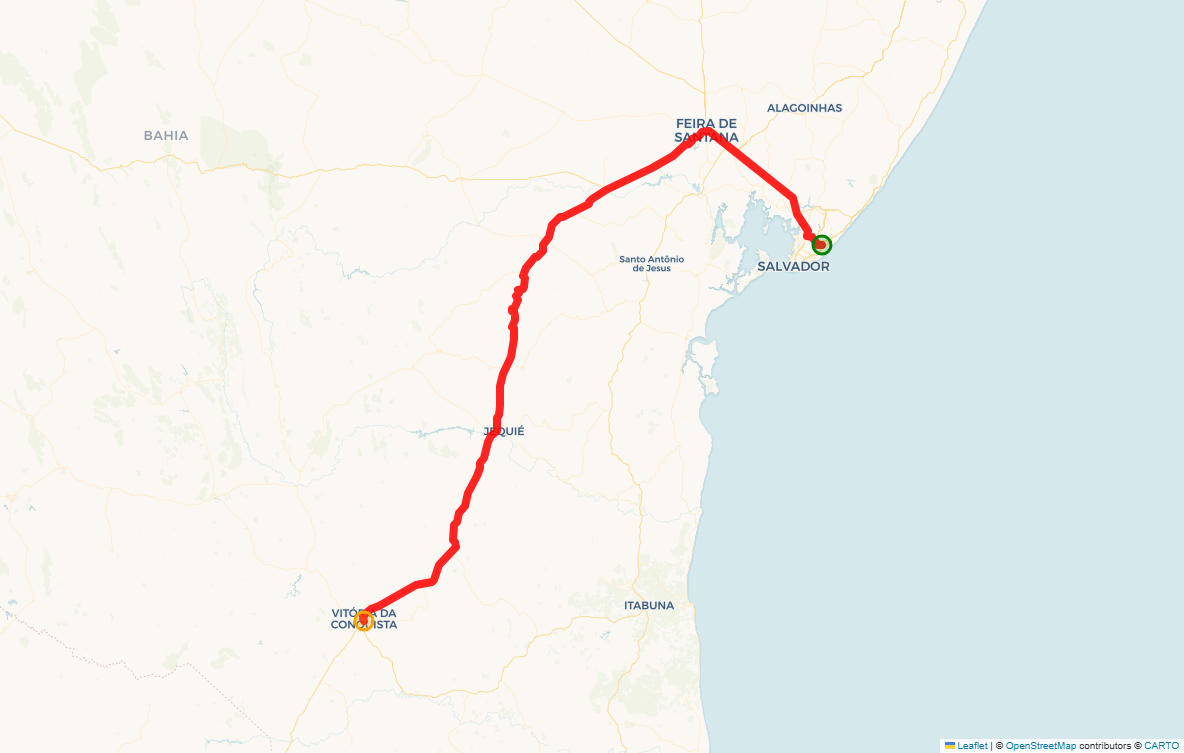 ALAGOINHAS
FEIRA DE
SANTANA
BAHIA
Santo Antônio
de Jesus
SALVADOR
JEQUIÉ
ITABUNA
VITÓRIA DA
CONQUISTA
Leaflet | © OpenStreetMap contributors © CARTO